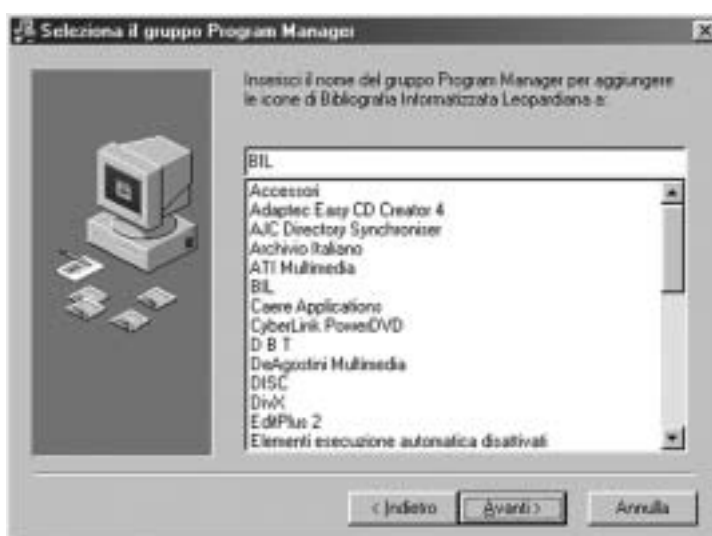 Seleziona il gruppo Program Manager
Inserisci il nome del gruppo Program Manager per aggiungere
le icone di Bibliografia Informatizzata Leopardiana a:
BIL
Accessori
Adaptec Easy CD Creator 4
AJC Directory Synchroniser
Archivio Italiano
ATI Multimedia
BIL
Caere Applications
CyberLink PowerDVD
D B T
DeAgostini Multimedia
DISC
DivX
EditPlus 2
Elementi esecuzione automatica disattivati
< Indietro Avanti > Annulla